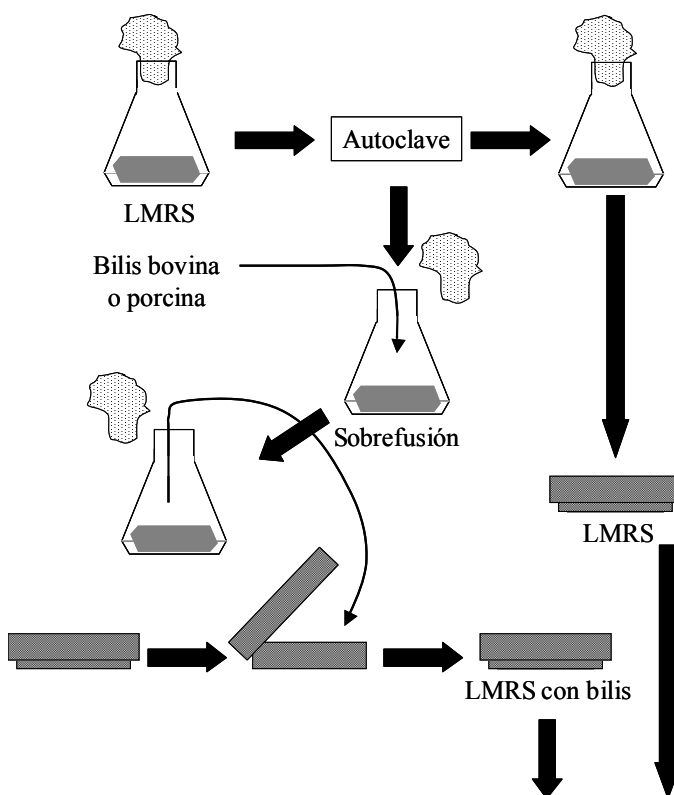 LMRS
Autoclave
Bilis bovina
o porcina
Sobrefusión
LMRS
LMRS con bilis